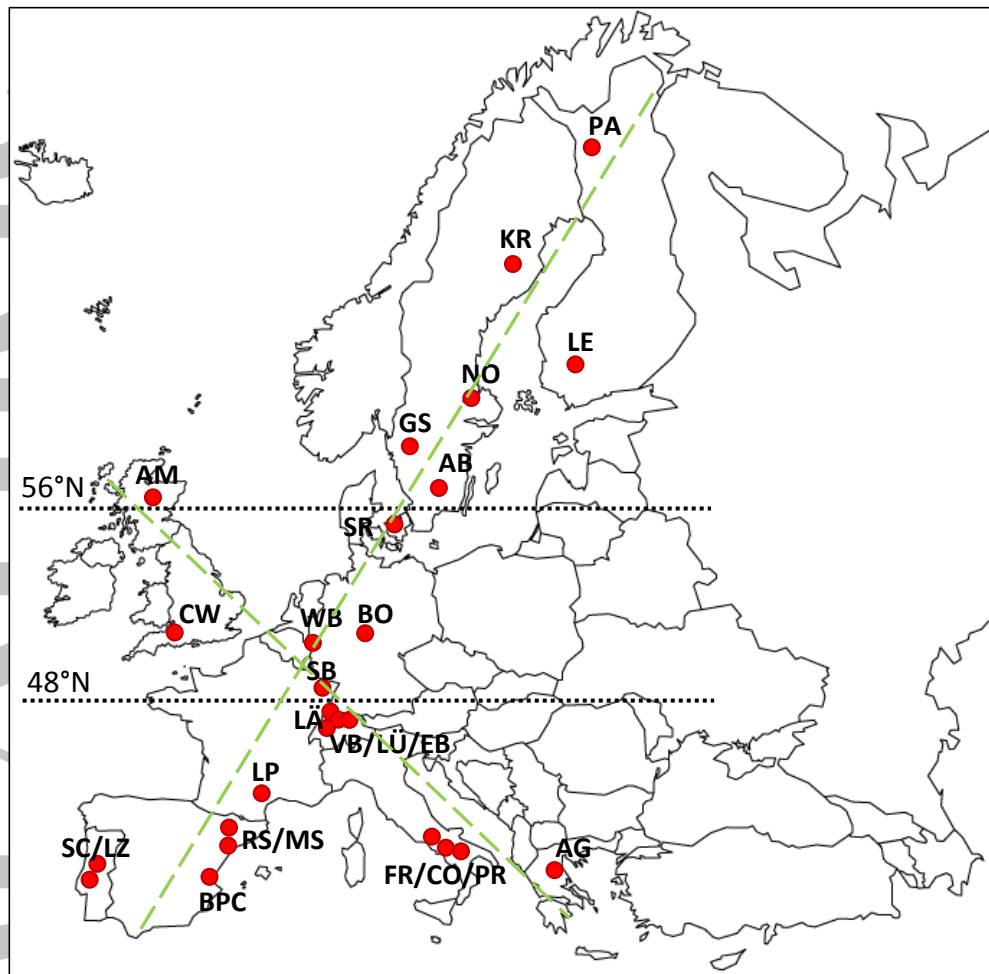 PA
KR
LE
NO
GS
AB
AM
56°N
SR
CW
WB
BO
SB
48°N
LÄ
VB/LÜ/EB
LP
RS/MS
SC/LZ
FR/CO/PR
AG
BPC